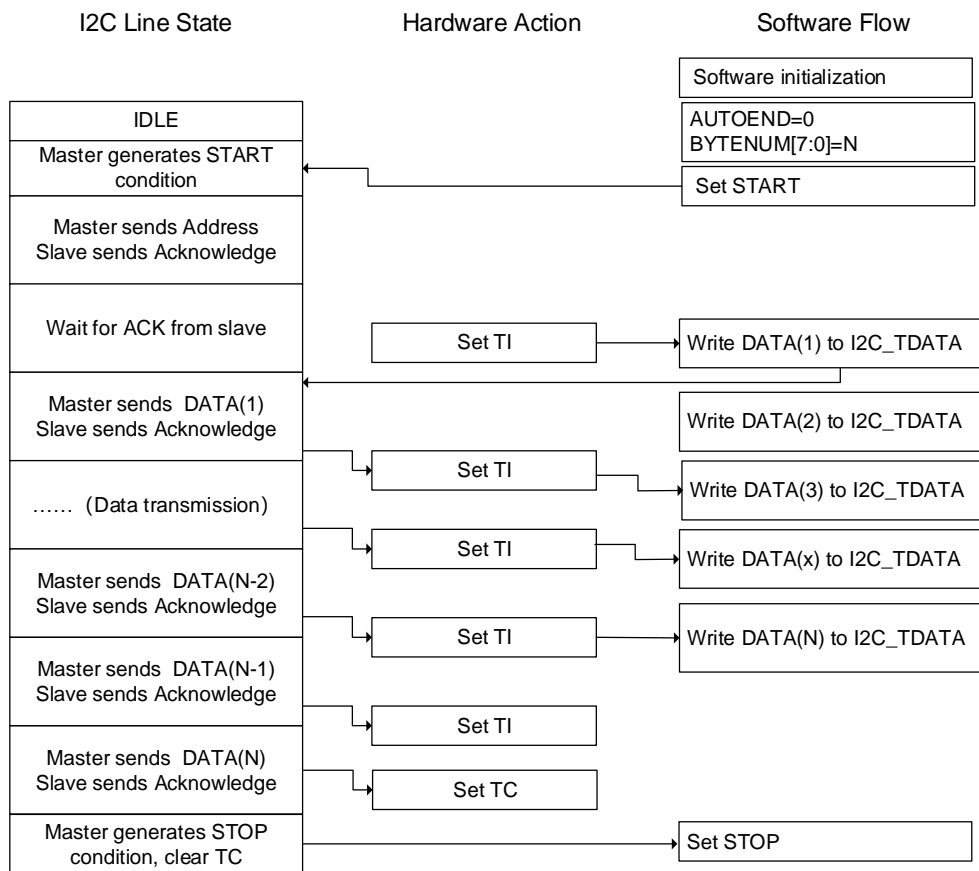 I2C Line State
Hardware Action
Software Flow
Software initialization
IDLE
AUTOEND=0
BYTENUM[7:0]=N
Master generates START
condition
Set START
Master sends Address
Slave sends Acknowledge
Wait for ACK from slave
Set TI
Write DATA(1) to I2C_TDATA
Master sends DATA(1)
Slave sends Acknowledge
Write DATA(2) to I2C_TDATA
Set TI
Write DATA(3) to I2C_TDATA
…… (Data transmission)
Set TI
Write DATA(x) to I2C_TDATA
Master sends DATA(N-2)
Slave sends Acknowledge
Set TI
Write DATA(N) to I2C_TDATA
Master sends DATA(N-1)
Slave sends Acknowledge
Set TI
Master sends DATA(N)
Slave sends Acknowledge
Set TC
Master generates STOP
condition, clear TC
Set STOP